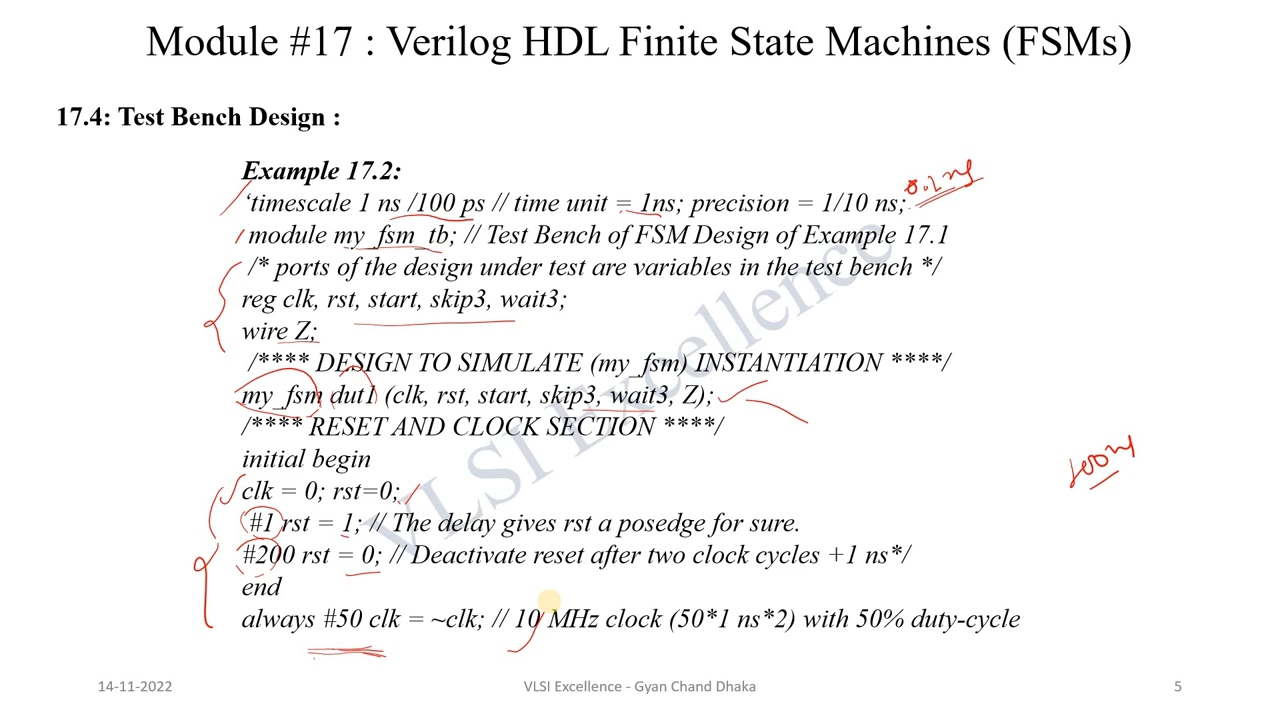 Module #17 : Verilog HDL Finite State Machines (FSMs)
17.4: Test Bench Design :
Example 17.2:
‘timescale 1 ns /100 ps // time unit = 1ns; precision = 1/10 ns;
0.1 ns
module my_fsm_tb; // Test Bench of FSM Design of Example 17.1
/* ports of the design under test are variables in the test bench */
reg clk, rst, start, skip3, wait3;
wire Z;
/**** DESIGN TO SIMULATE (my_fsm) INSTANTIATION ****/
my_fsm dut1 (clk, rst, start, skip3, wait3, Z);
/**** RESET AND CLOCK SECTION ****/
initial begin
clk = 0; rst=0;
#1 rst = 1; // The delay gives rst a posedge for sure.
#200 rst = 0; // Deactivate reset after two clock cycles +1 ns*/
end
always #50 clk = ~clk; // 10 MHz clock (50*1 ns*2) with 50% duty-cycle
100
VLSI Excellence
14-11-2022
VLSI Excellence - Gyan Chand Dhaka
5